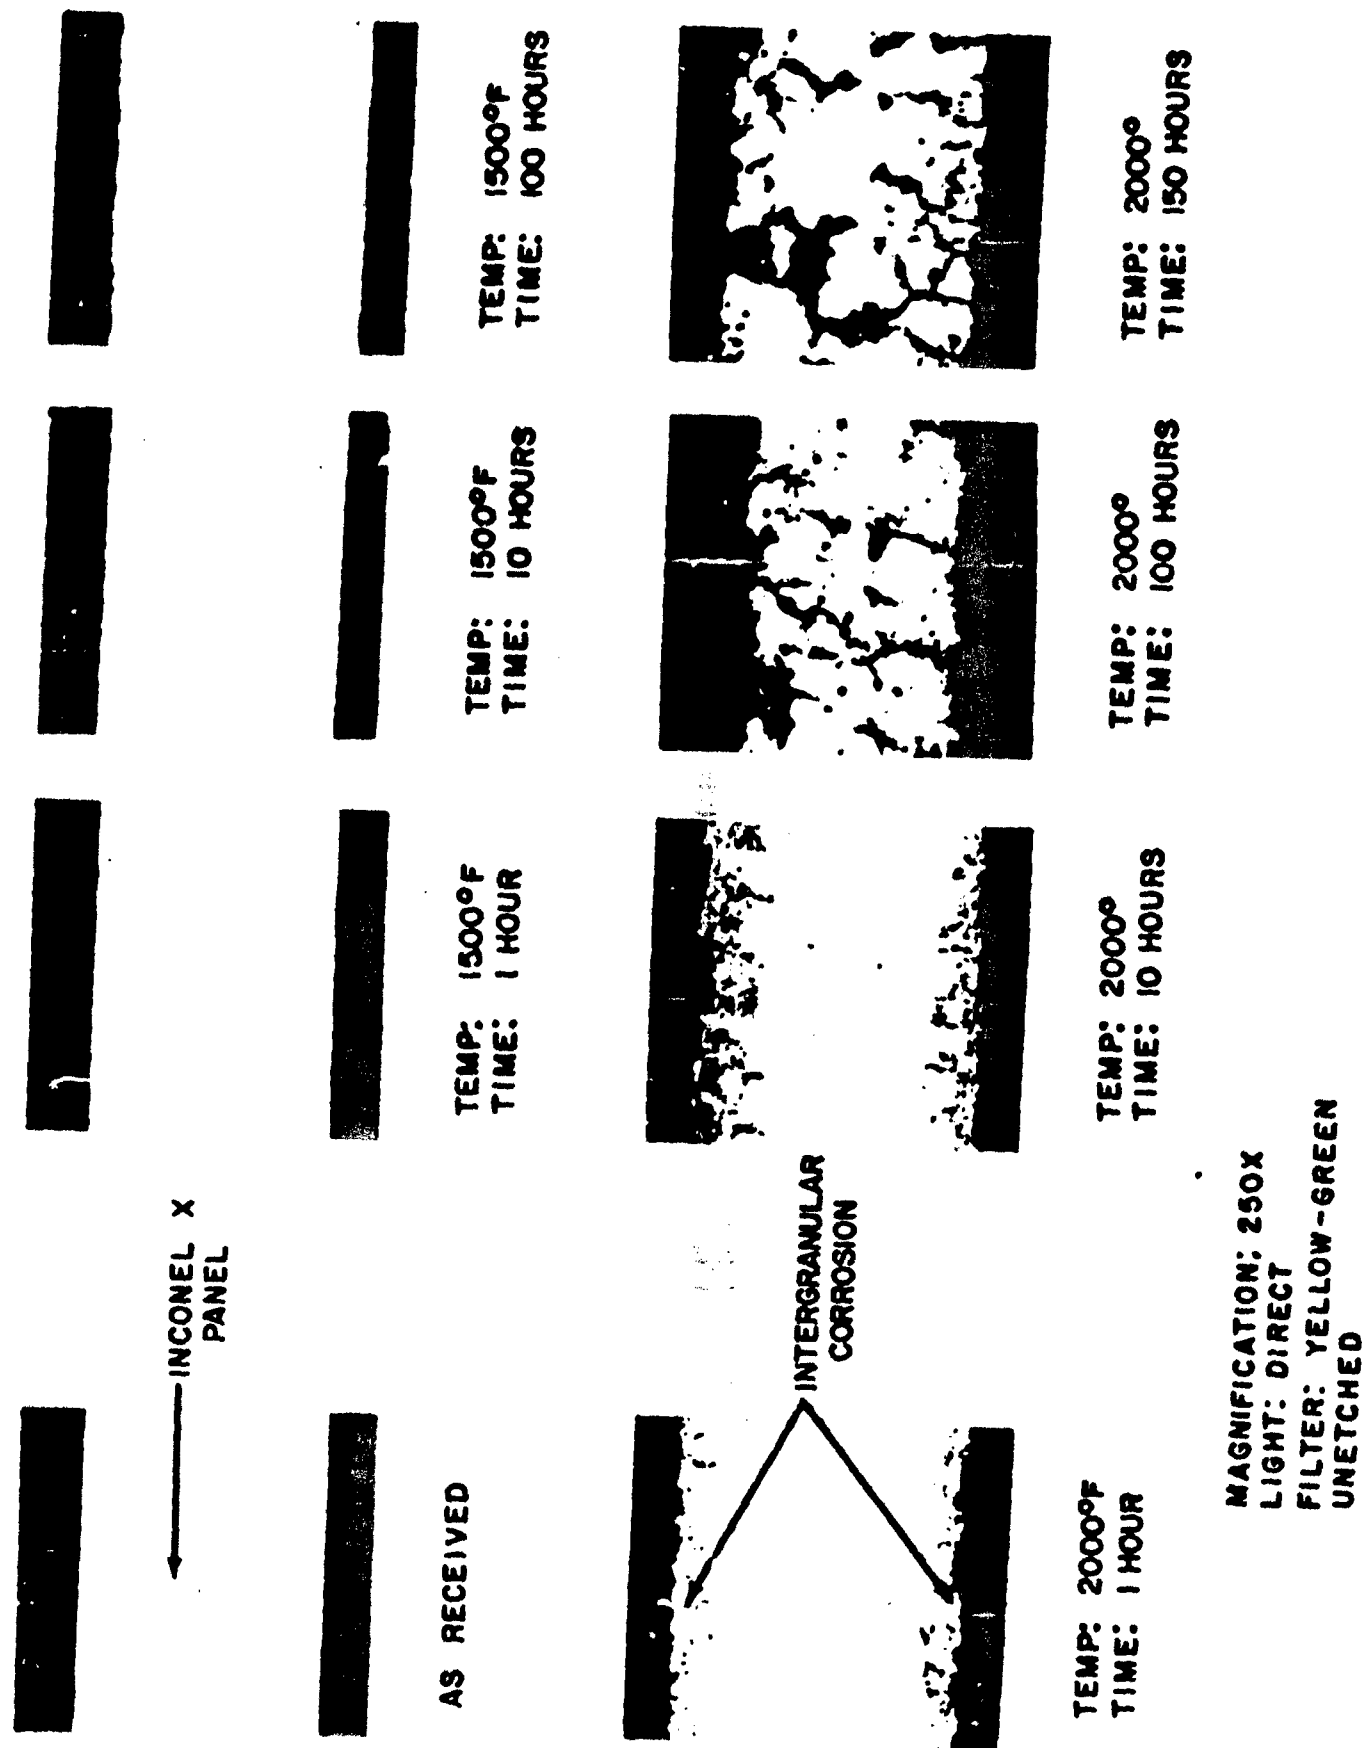 INCONEL X
PANEL
AS RECEIVED
TEMP: 1500°F
TIME: 1 HOUR
TEMP: 1500°F
TIME: 10 HOURS
TEMP: 1500°F
TIME: 100 HOURS
INTERGRANULAR
CORROSION
TEMP: 2000°F
TIME: 1 HOUR
TEMP: 2000°
TIME: 10 HOURS
TEMP: 2000°
TIME: 100 HOURS
TEMP: 2000°
TIME: 150 HOURS
MAGNIFICATION: 250X
LIGHT: DIRECT
FILTER: YELLOW-GREEN
UNETCHED